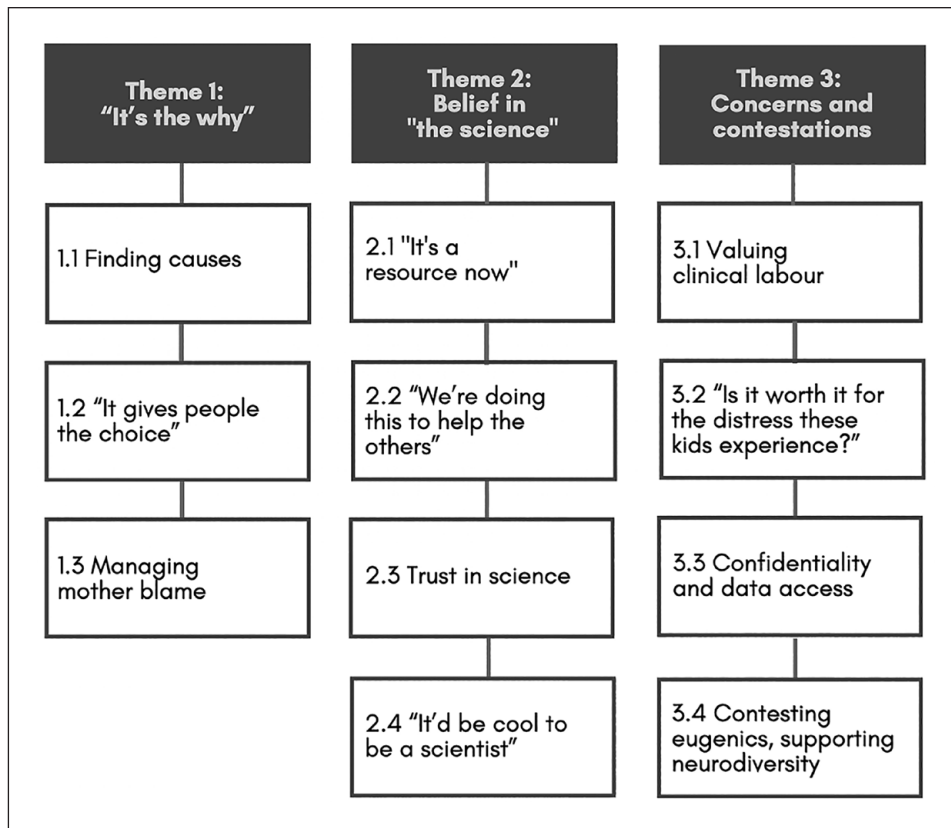 Theme 1:
“It’s the why”
1.1 Finding causes
1.2 “It gives people
the choice”
1.3 Managing
mother blame
Theme 2:
Belief in
"the science"
2.1 "It's a
resource now"
2.2 “We’re doing
this to help the
others”
2.3 Trust in science
2.4 “It’d be cool to
be a scientist”
Theme 3:
Concerns and
contestations
3.1 Valuing
clinical labour
3.2 “Is it worth it for
the distress these
kids experience?”
3.3 Confidentiality
and data access
3.4 Contesting
eugenics, supporting
neurodiversity